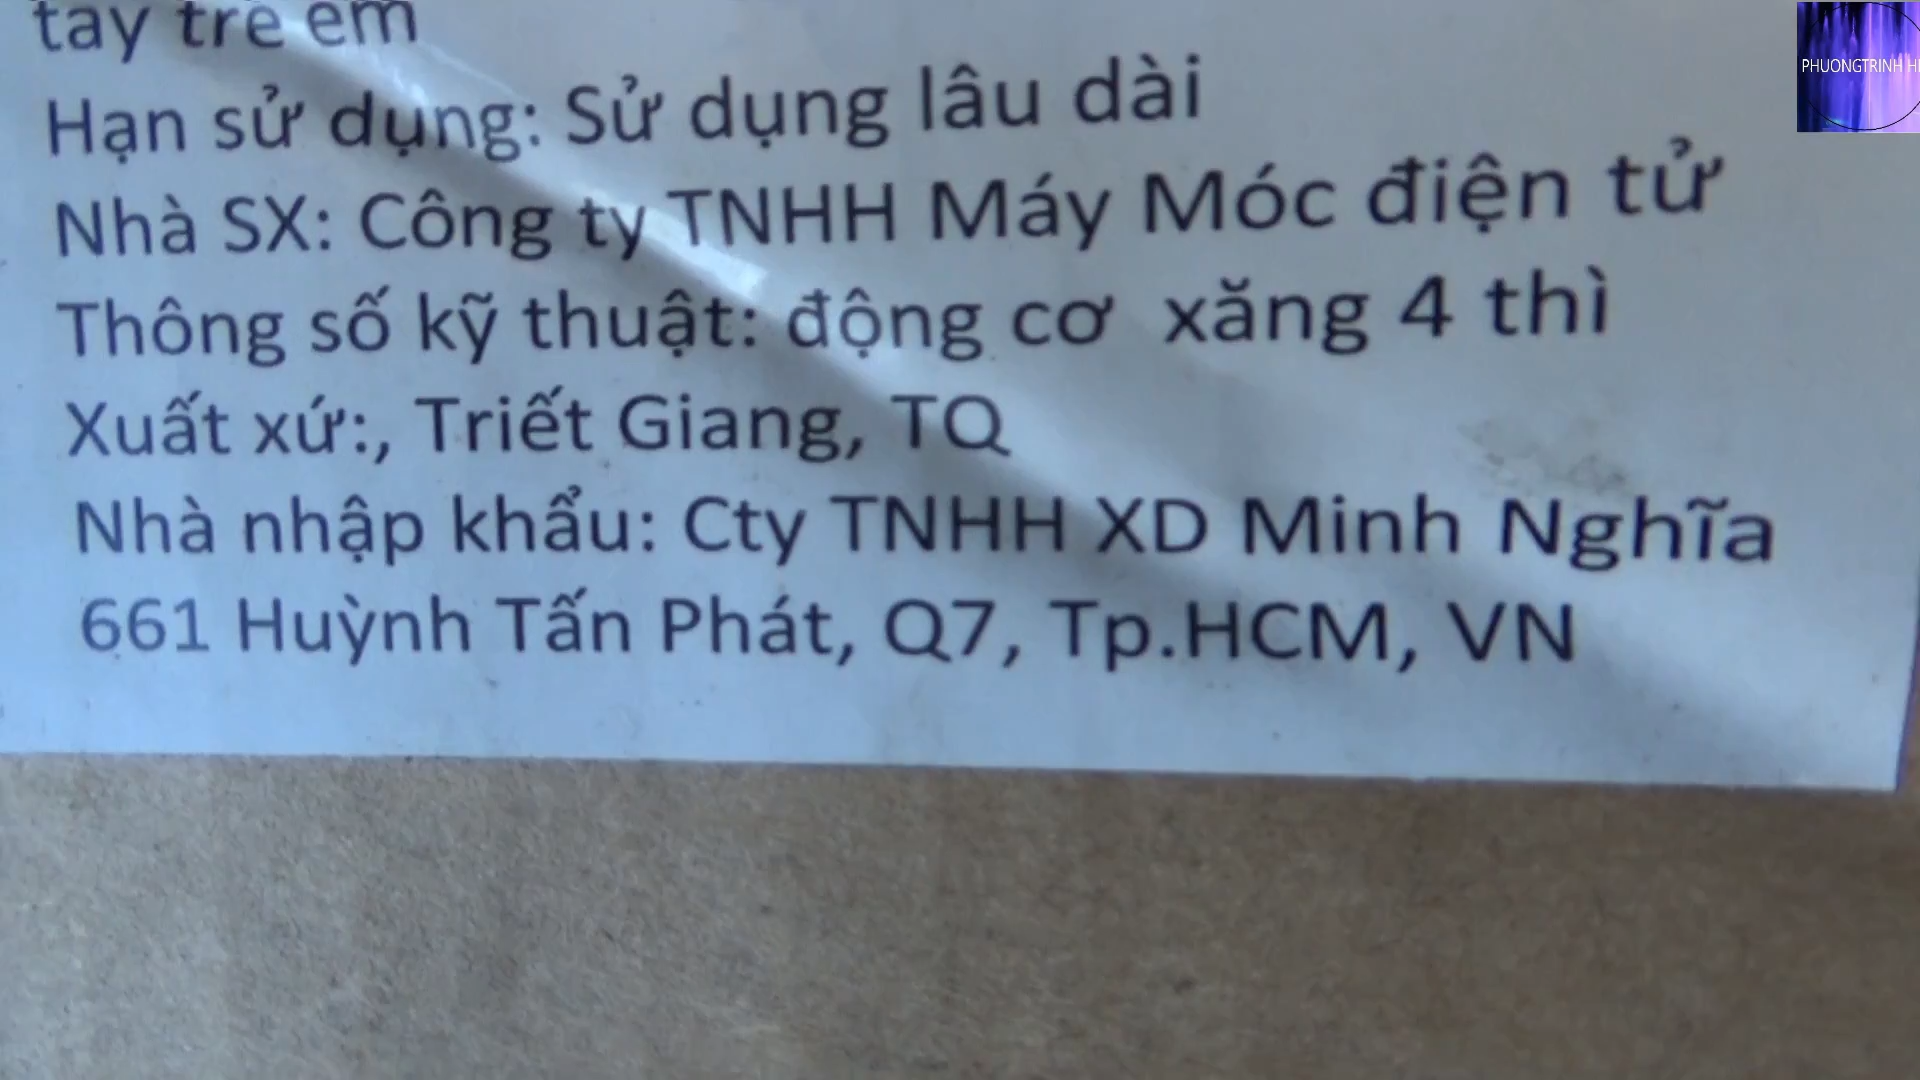 tay trẻ em
Hạn sử dụng: Sử dụng lâu dài
Nhà SX: Công ty TNHH Máy Móc điện tử
Thông số kỹ thuật: động cơ xăng 4 thì
Xuất xứ:, Triết Giang, TQ
Nhà nhập khẩu: Cty TNHH XD Minh Nghĩa
661 Huỳnh Tấn Phát, Q7, Tp.HCM, VN
PHUONGTRINH